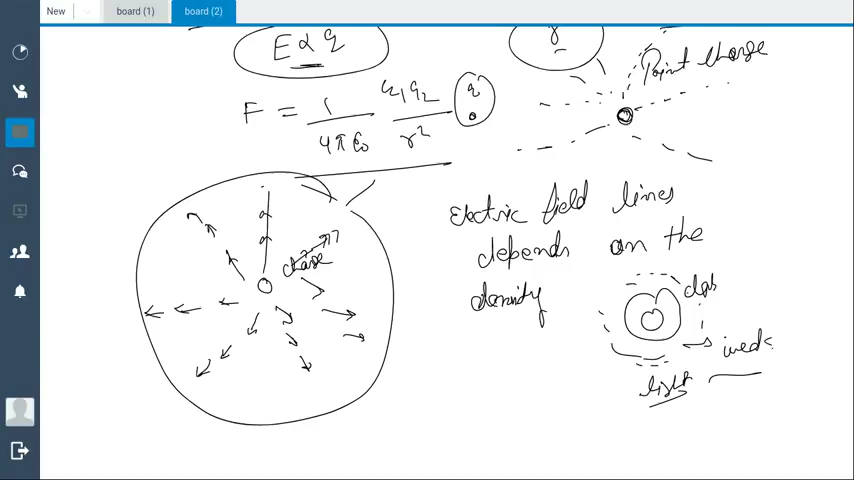 New board (1) board (2)
E ∝ q
r
Point charge
F = 1/4πε₀ q₁q₂/r² q
Electric field lines
depends on the
density
charge
light